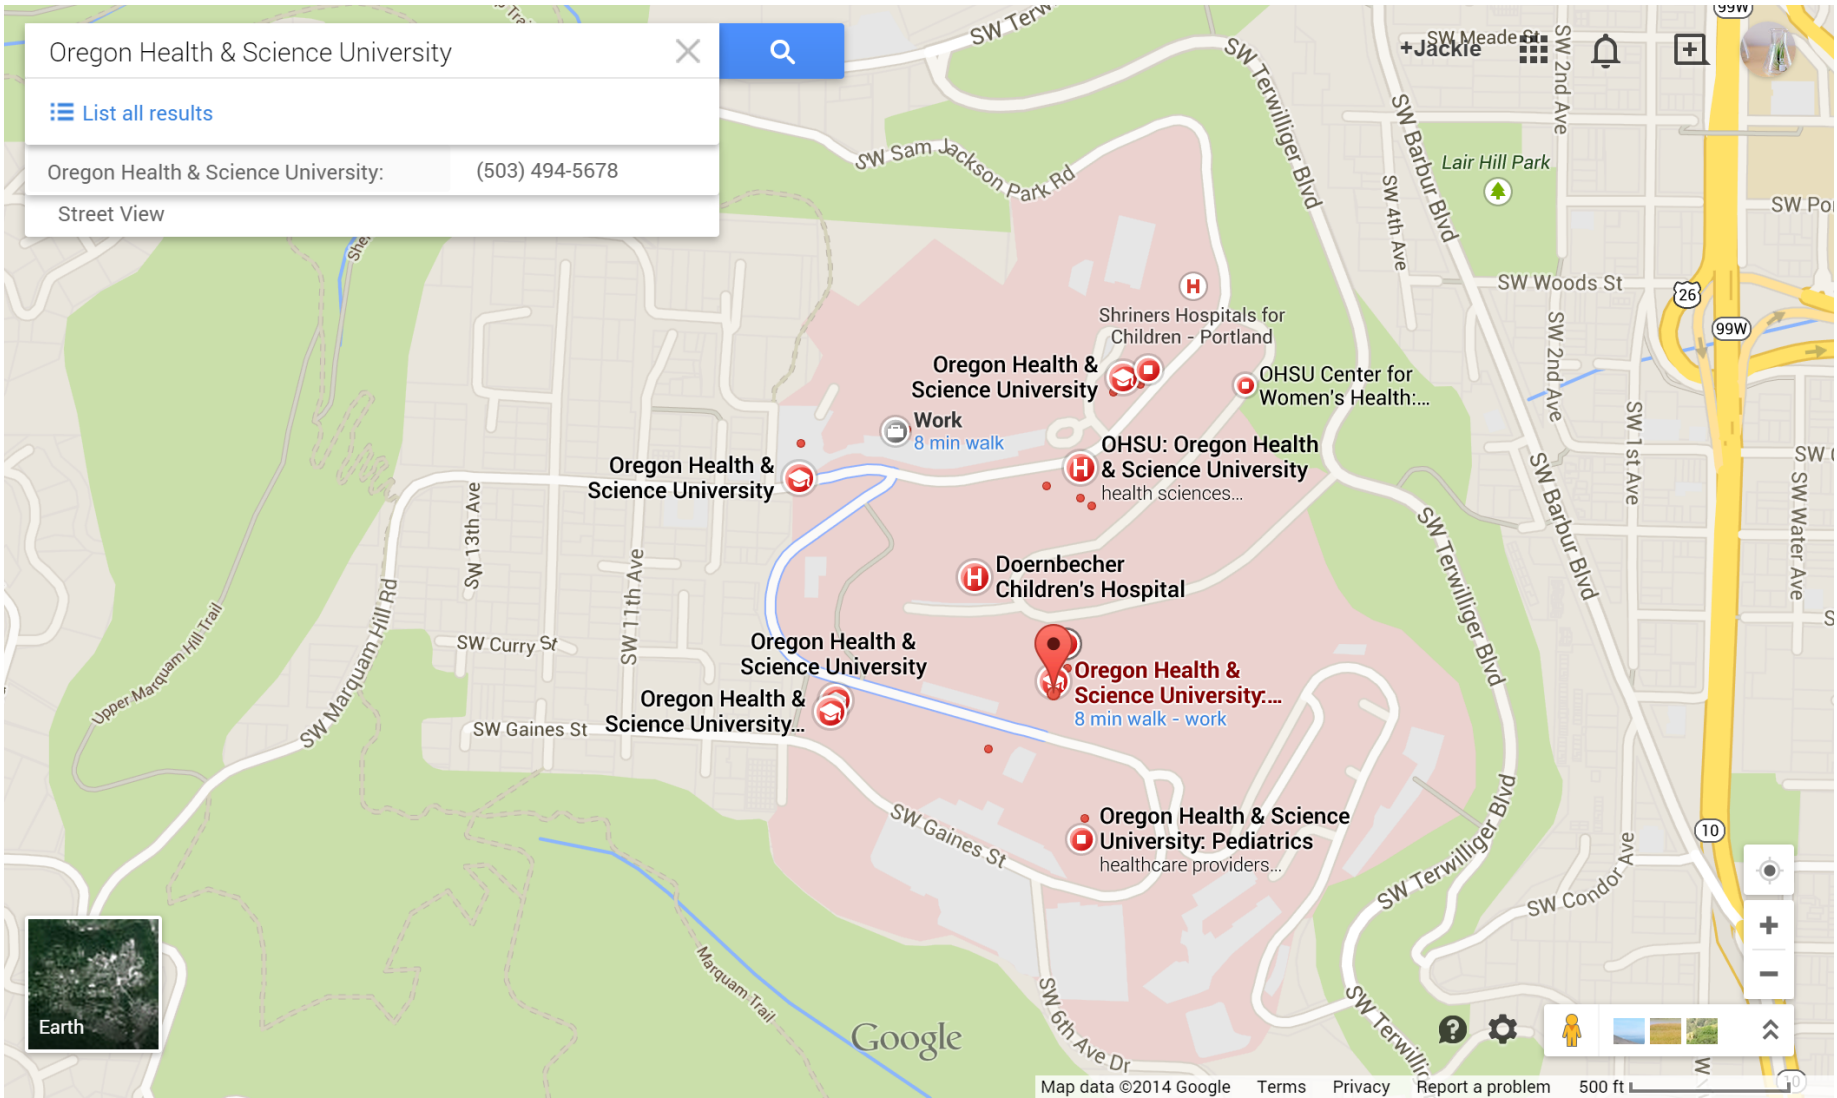 Oregon Health & Science University
List all results
Oregon Health & Science University:
(503) 494-5678
Street View
+Jackie
SW Meade St
99W
SW Terwilliger Blvd
SW 2nd Ave
SW Barbur Blvd
SW 4th Ave
Lair Hill Park
SW Sam Jackson Park Rd
SW Woods St
26
99W
SW 2nd Ave
SW 1st Ave
SW Water Ave
Shriners Hospitals for
Children - Portland
Oregon Health &
Science University
OHSU Center for
Women's Health:...
Work
8 min walk
OHSU: Oregon Health
& Science University
health sciences...
Oregon Health &
Science University
SW 13th Ave
SW 11th Ave
SW Marquam Hill Rd
Upper Marquam Hill Trail
Doernbecher
Children's Hospital
SW Terwilliger Blvd
SW Barbur Blvd
SW Curry St
Oregon Health &
Science University
Oregon Health &
Science University:...
8 min walk - work
Oregon Health &
Science University...
SW Gaines St
SW Gaines St
Oregon Health & Science
University: Pediatrics
healthcare providers...
SW Terwilliger Blvd
SW Condor Ave
10
Marquam Trail
SW 6th Ave Dr
Earth
Google
Map data ©2014 Google
Terms
Privacy
Report a problem
500 ft
10